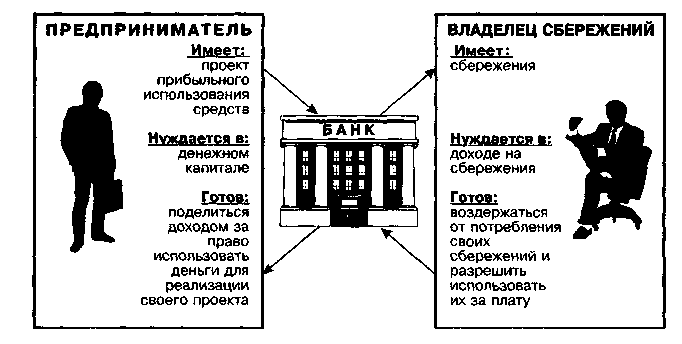 ПРЕДПРИНИМАТЕЛЬ
Имеет:
проект
прибыльного
использования
средств
Нуждается в:
денежном
капитале
Готов:
поделиться
доходом за
право
использовать
деньги для
реализации
своего проекта
БАНК
ВЛАДЕЛЕЦ СБЕРЕЖЕНИЙ
Имеет:
сбережения
Нуждается в:
доходе на
сбережения
Готов:
воздержаться
от потребления
своих
сбережений и
разрешить
использовать
их за плату